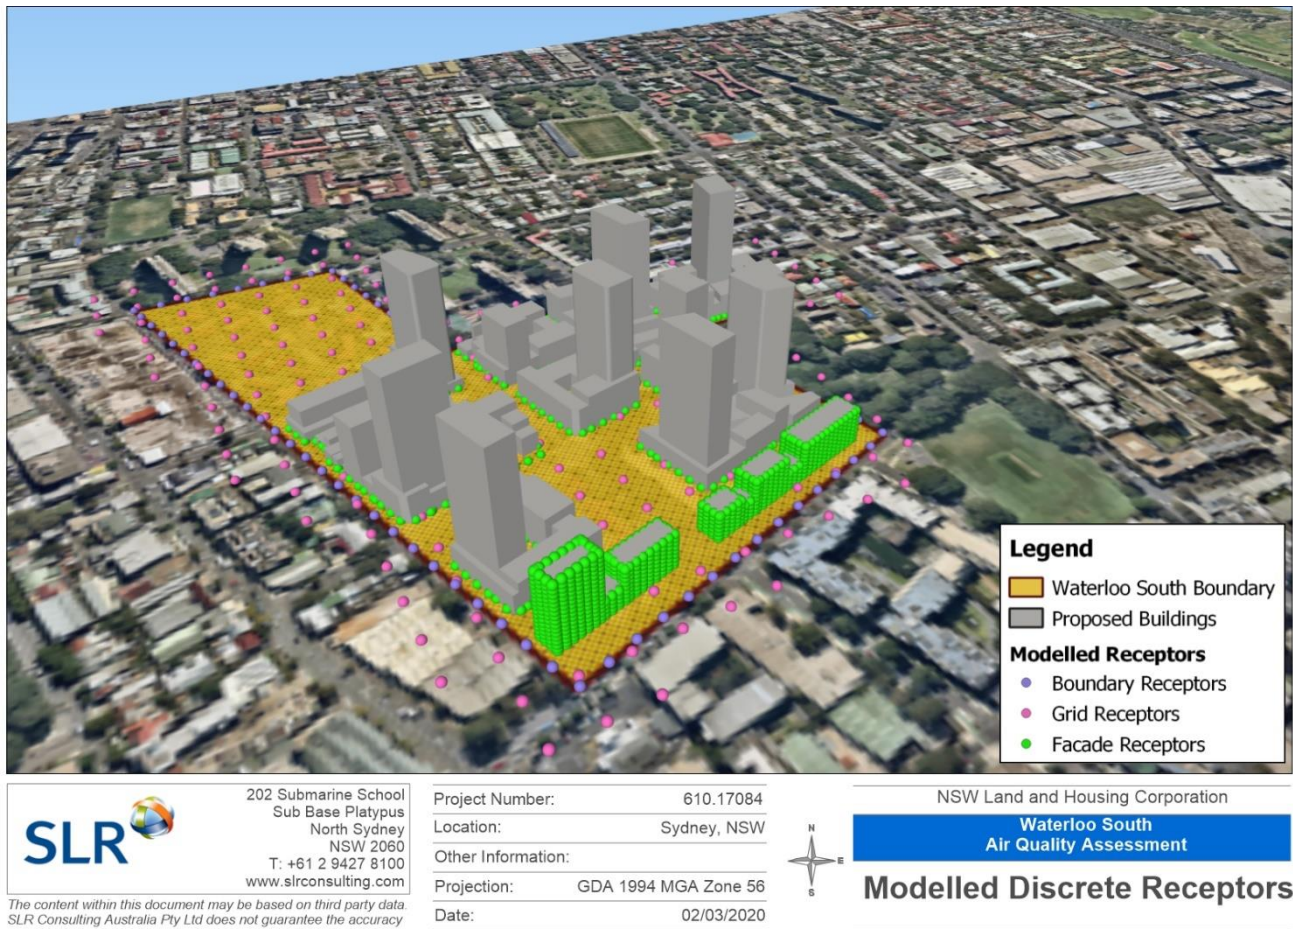 Legend
Waterloo South Boundary
Proposed Buildings
Modelled Receptors
Boundary Receptors
Grid Receptors
Facade Receptors
SLR
202 Submarine School
Sub Base Platypus
North Sydney
NSW 2060
T: +61 2 9427 8100
www.slrconsulting.com
The content within this document may be based on third party data.
SLR Consulting Australia Pty Ltd does not guarantee the accuracy
Project Number: 610.17084
Location: Sydney, NSW
Other Information:
Projection: GDA 1994 MGA Zone 56
Date: 02/03/2020
N
E
S
NSW Land and Housing Corporation
Waterloo South
Air Quality Assessment
Modelled Discrete Receptors